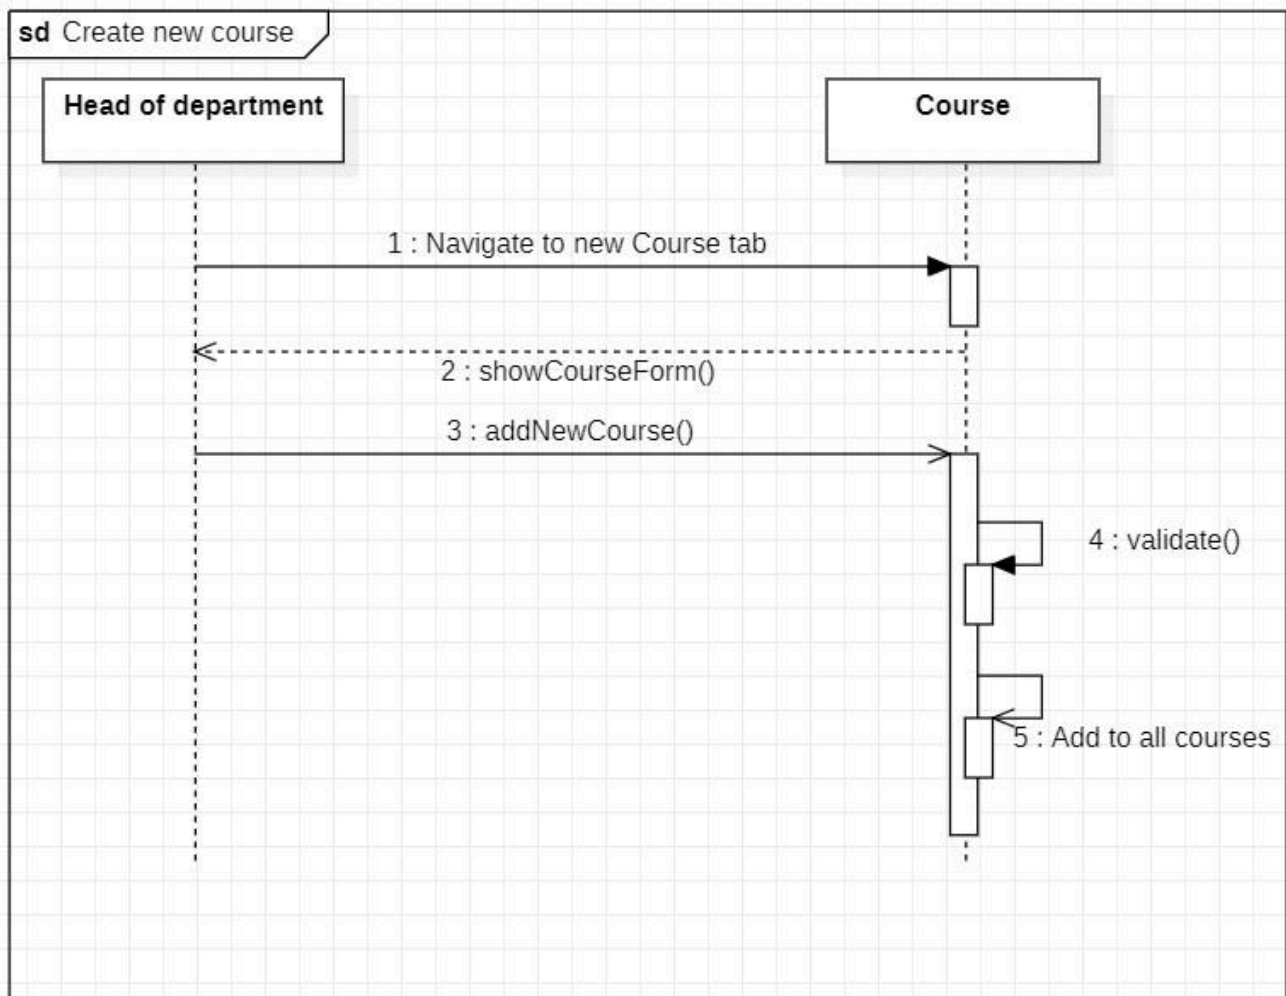 sd Create new course
Head of department
Course
1 : Navigate to new Course tab
2 : showCourseForm()
3 : addNewCourse()
4 : validate()
5 : Add to all courses